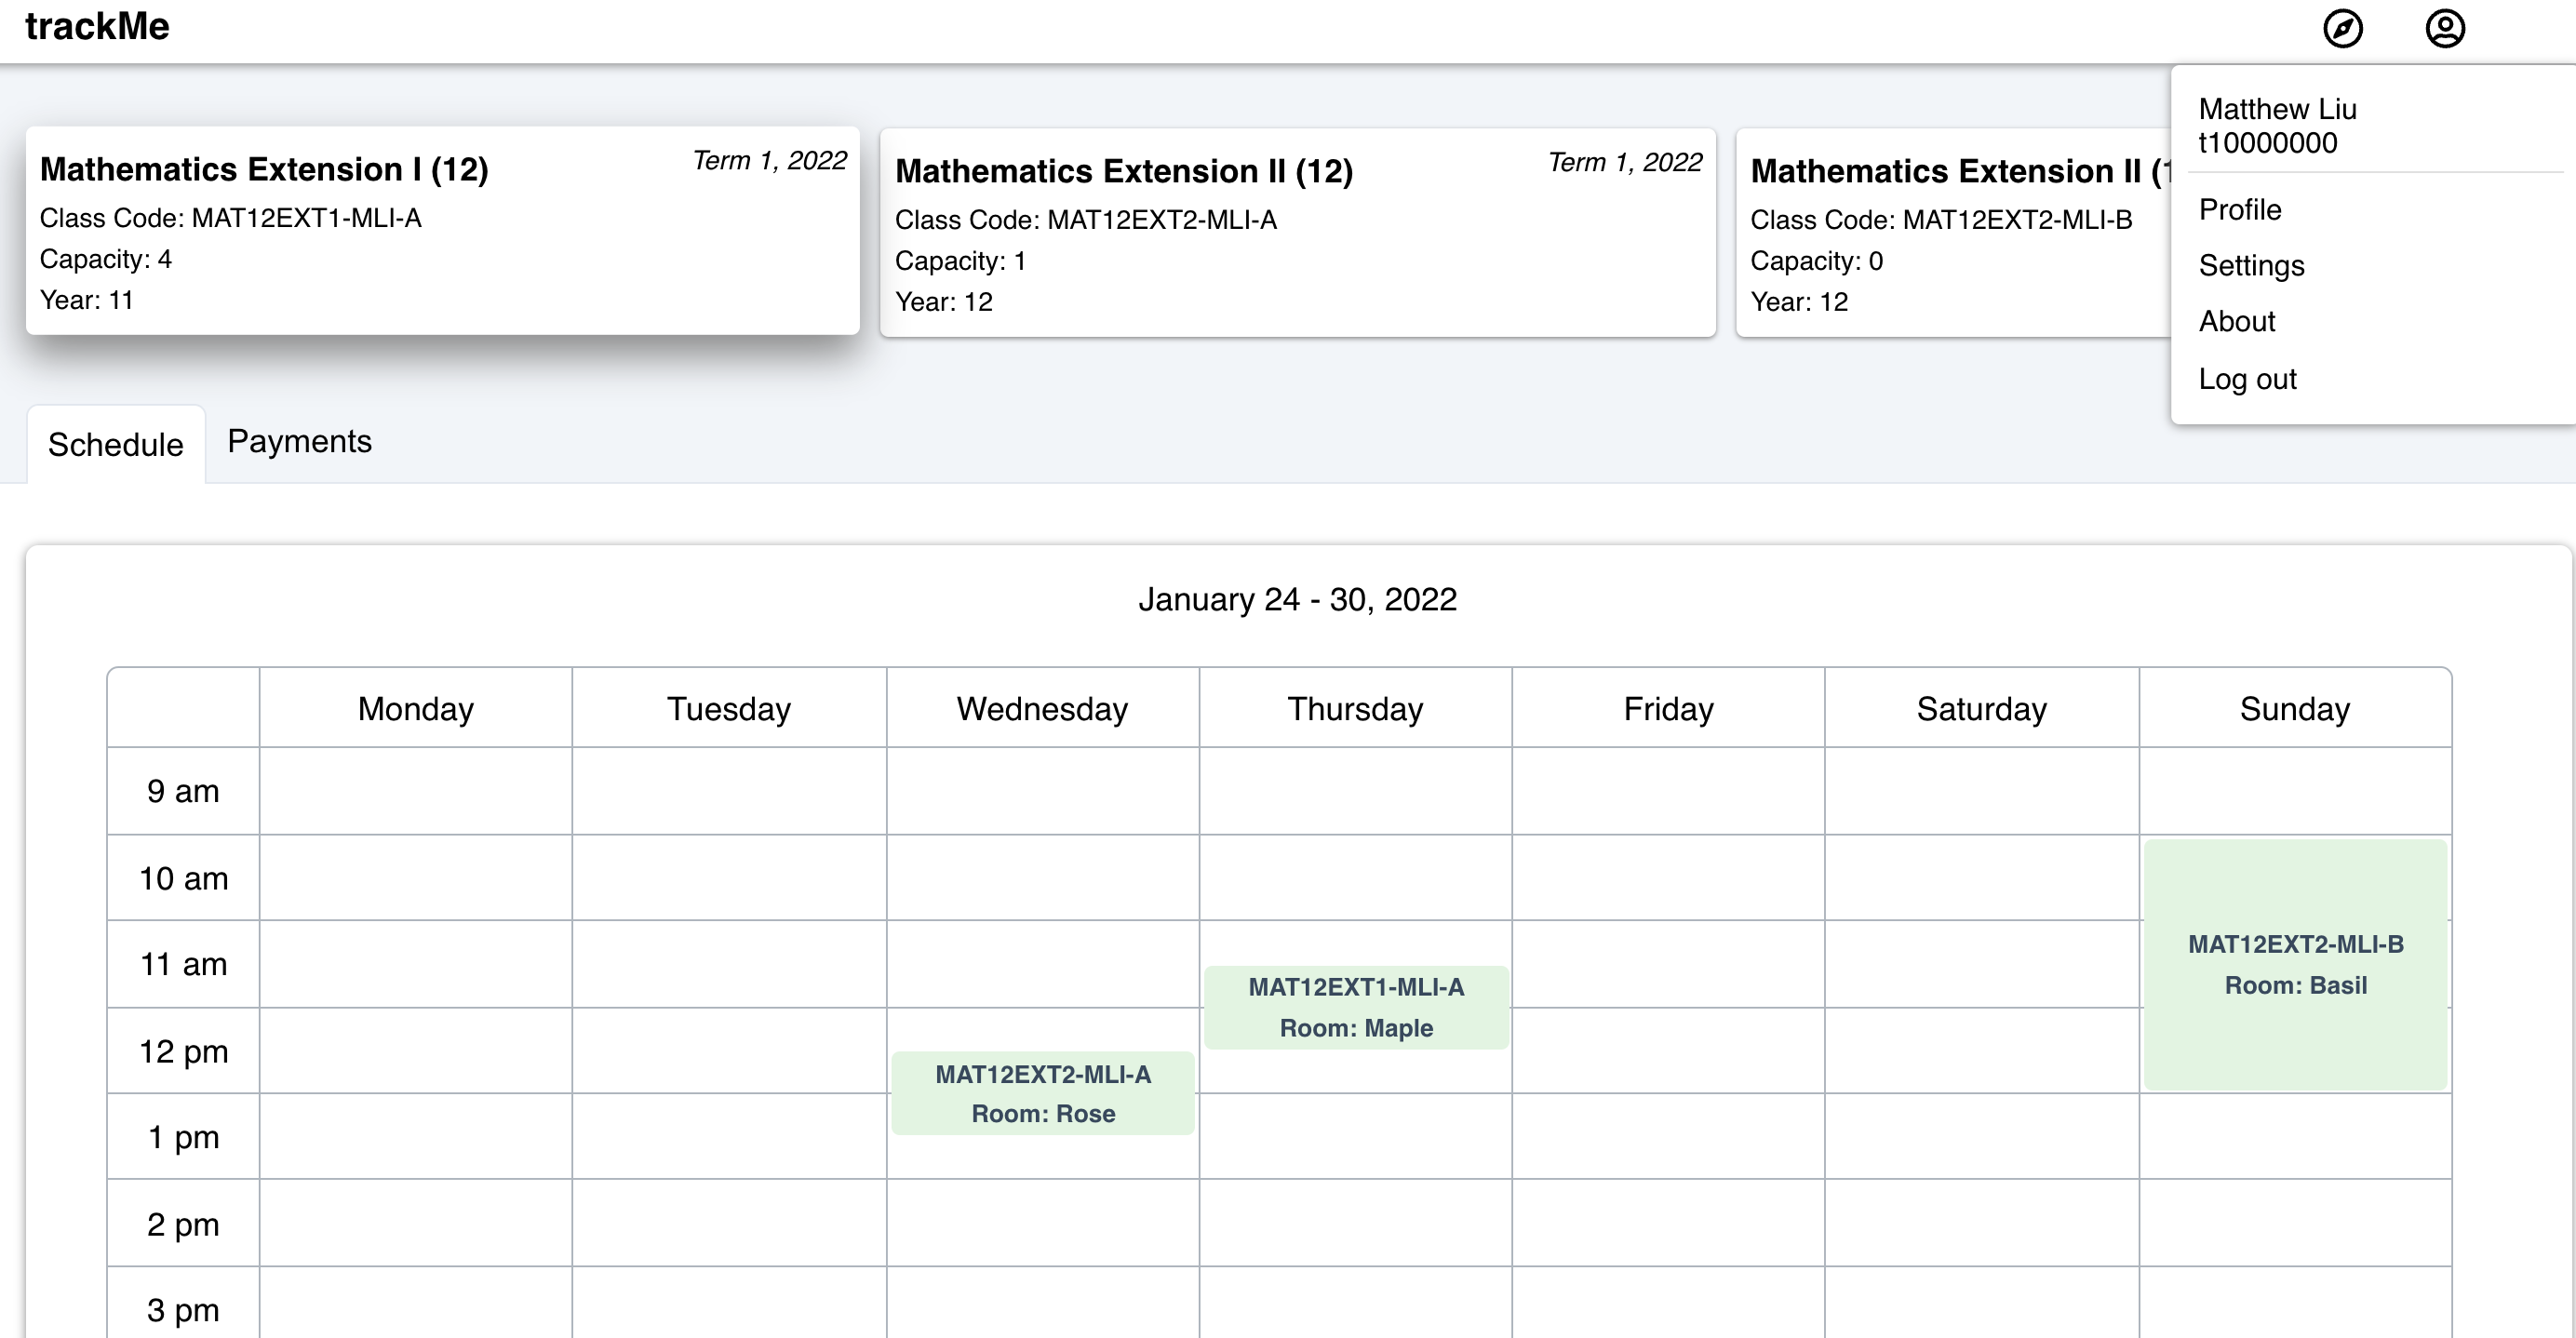 trackMe
Matthew Liu
t10000000
Profile
Settings
About
Log out
Mathematics Extension I (12)
Term 1, 2022
Class Code: MAT12EXT1-MLI-A
Capacity: 4
Year: 11
Mathematics Extension II (12)
Term 1, 2022
Class Code: MAT12EXT2-MLI-A
Capacity: 1
Year: 12
Mathematics Extension II (1
Class Code: MAT12EXT2-MLI-B
Capacity: 0
Year: 12
Schedule
Payments
January 24 - 30, 2022
Monday Tuesday Wednesday Thursday Friday Saturday Sunday
9 am
10 am
11 am
12 pm
1 pm
2 pm
3 pm
MAT12EXT2-MLI-A
Room: Rose
MAT12EXT1-MLI-A
Room: Maple
MAT12EXT2-MLI-B
Room: Basil